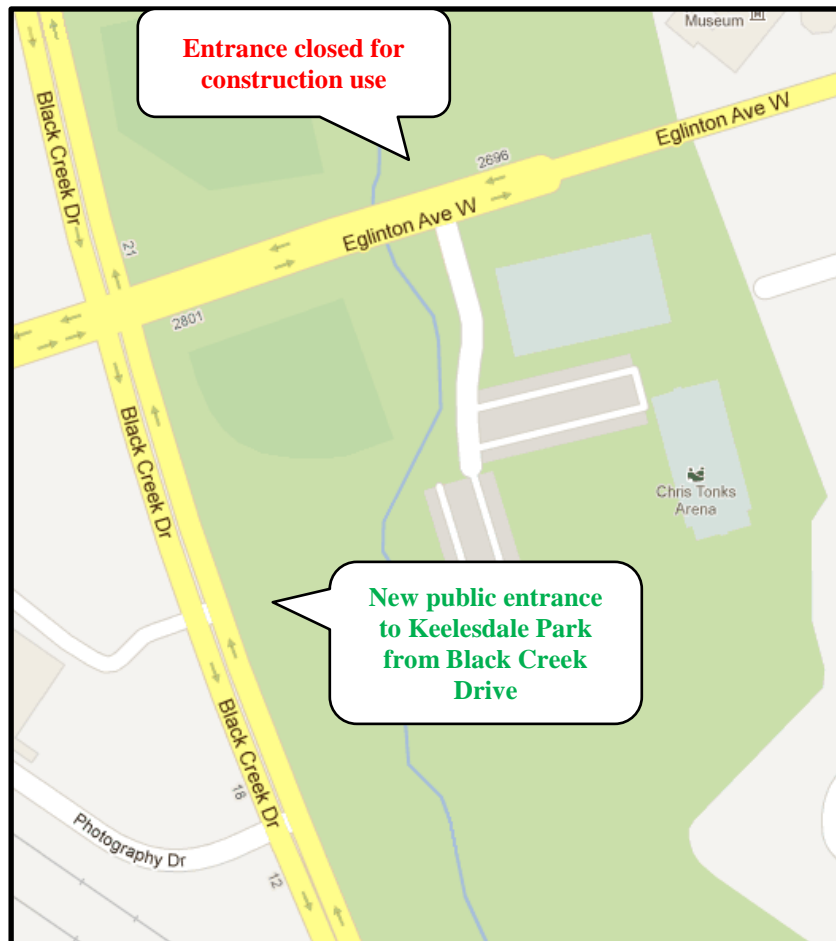 Entrance closed for
construction use
Museum
Black Creek Dr
Eglinton Ave W
2696
Eglinton Ave W
21
2801
Black Creek Dr
Chris Tonks
Arena
New public entrance
to Keelesdale Park
from Black Creek
Drive
Black Creek Dr
18
Photography Dr
12